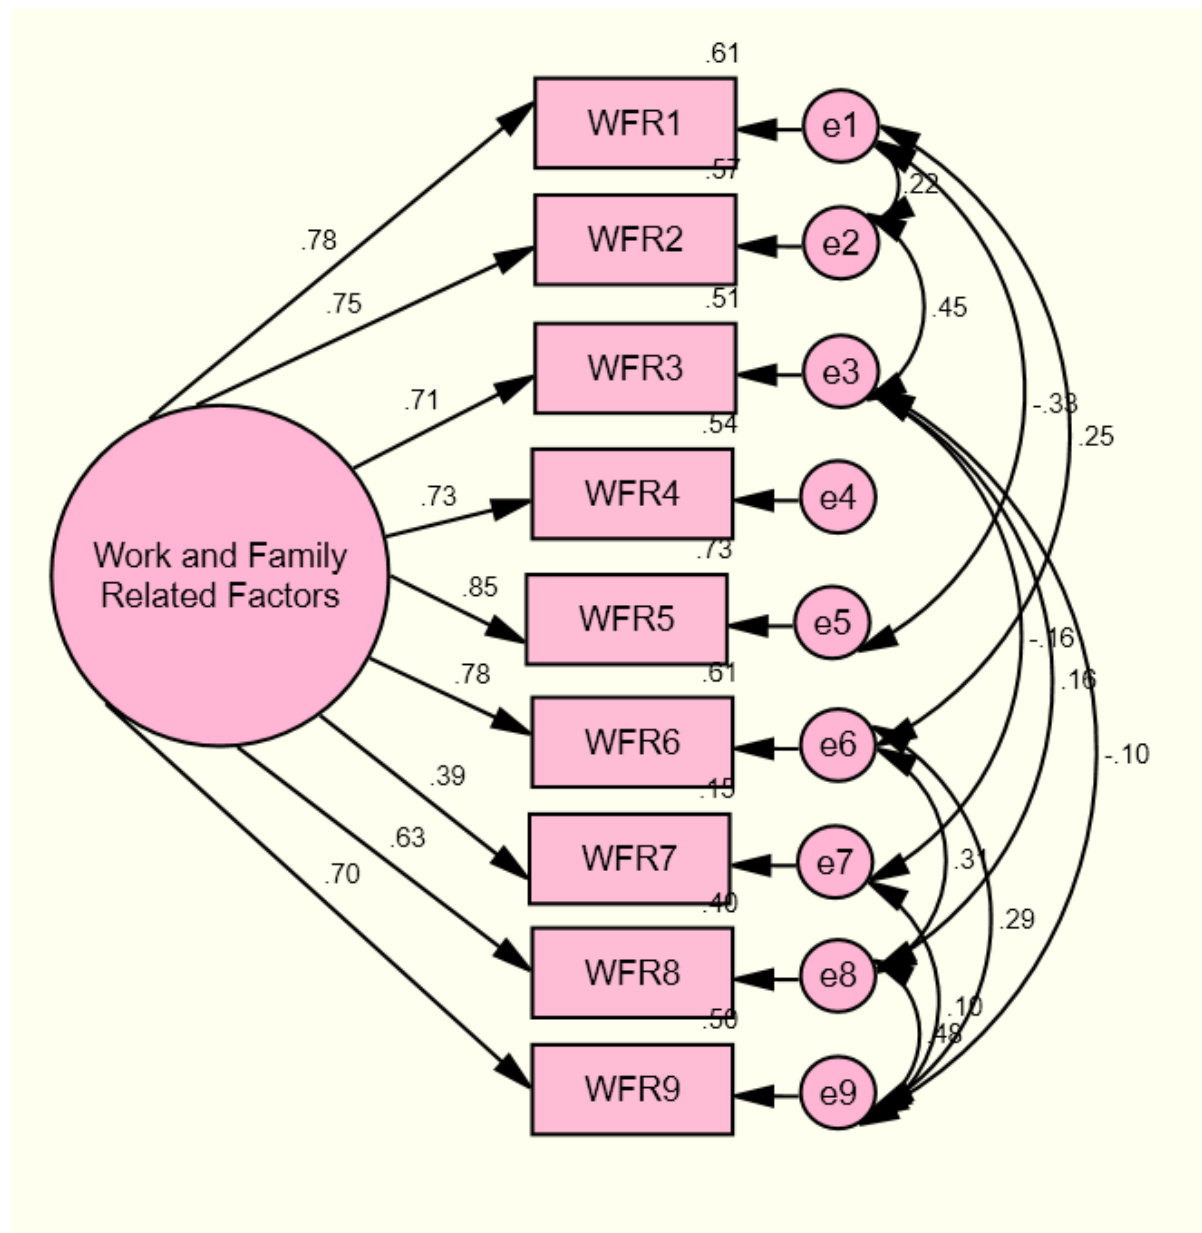 .61
WFR1
e1
.57
.22
.78
WFR2
e2
.75
.51
.45
WFR3
e3
.71
-.33
.54
.25
.73
WFR4
e4
.73
.85
WFR5
e5
-.16
.61
.78
.16
WFR6
e6
-.10
.39
.15
.63
WFR7
e7
.31
.70
.40
.29
WFR8
e8
.50
.10
.48
WFR9
e9
Work and Family
Related Factors